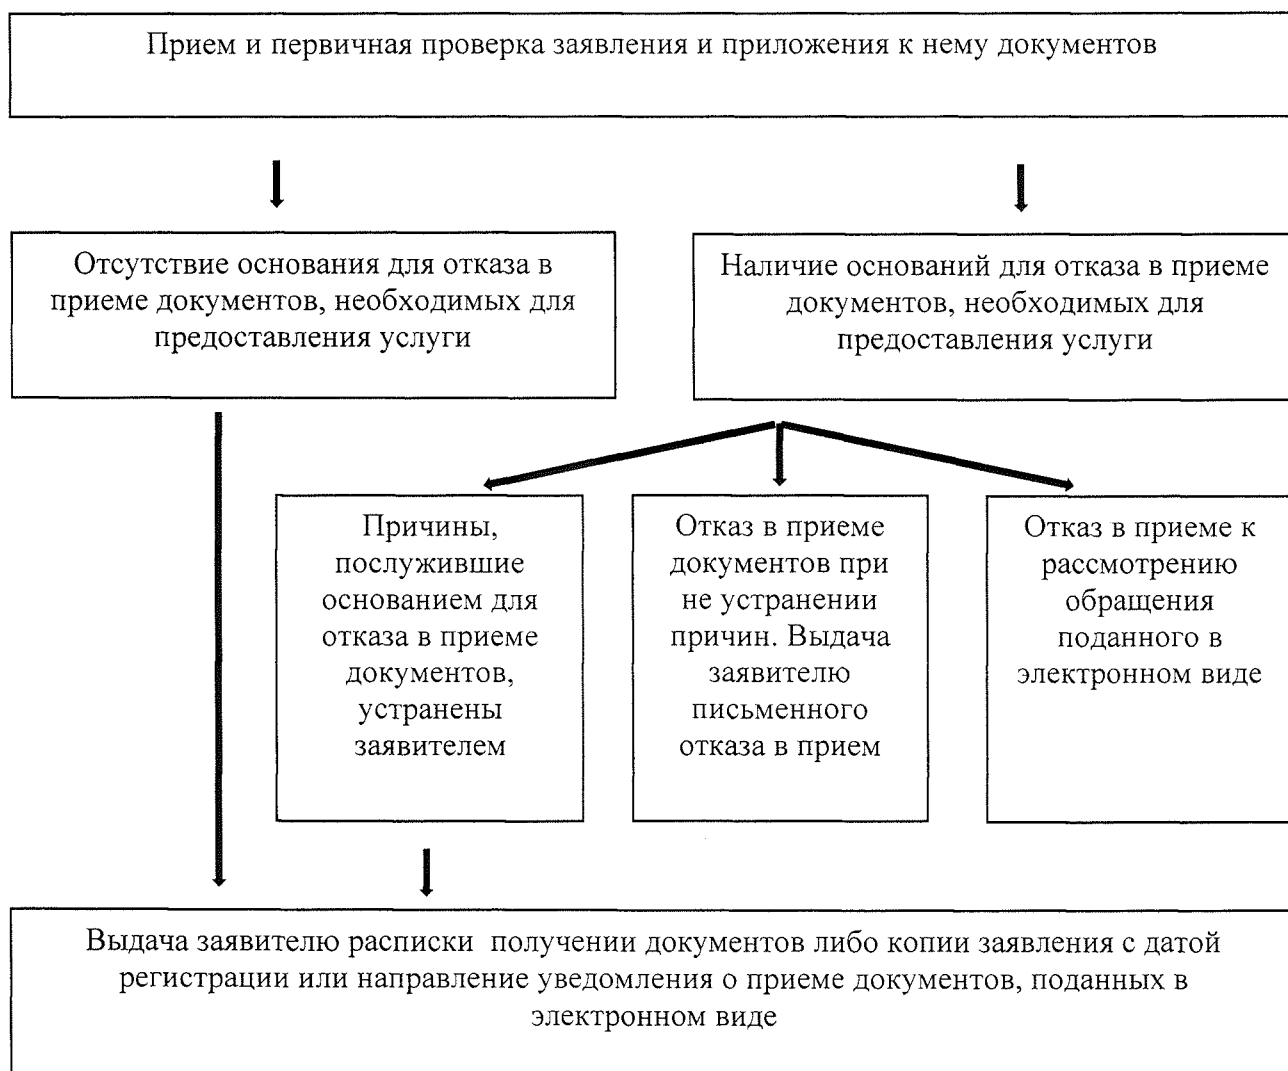 Прием и первичная проверка заявления и приложения к нему документов
Отсутствие основания для отказа в
приеме документов, необходимых для
предоставления услуги
Наличие оснований для отказа в приеме
документов, необходимых для
предоставления услуги
Причины,
послужившие
основанием для
отказа в приеме
документов,
устранены
заявителем
Отказ в приеме
документов при
не устранении
причин. Выдача
заявителю
письменного
отказа в прием
Отказ в приеме к
рассмотрению
обращения
поданного в
электронном виде
Выдача заявителю расписки получении документов либо копии заявления с датой
регистрации или направление уведомления о приеме документов, поданных в
электронном виде